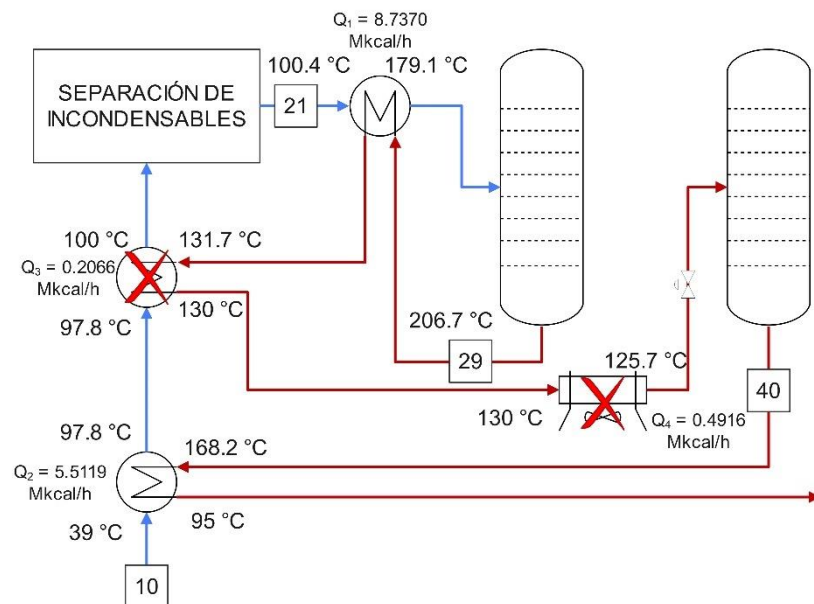 Q₁ = 8.7370
Mkcal/h
100.4 °C
179.1 °C
SEPARACIÓN DE
INCONDENSABLES
21
100 °C
131.7 °C
Q₃ = 0.2066
Mkcal/h
97.8 °C
130 °C
206.7 °C
29
125.7 °C
40
130 °C
Q₄ = 0.4916
Mkcal/h
97.8 °C
168.2 °C
Q₂ = 5.5119
Mkcal/h
39 °C
95 °C
10